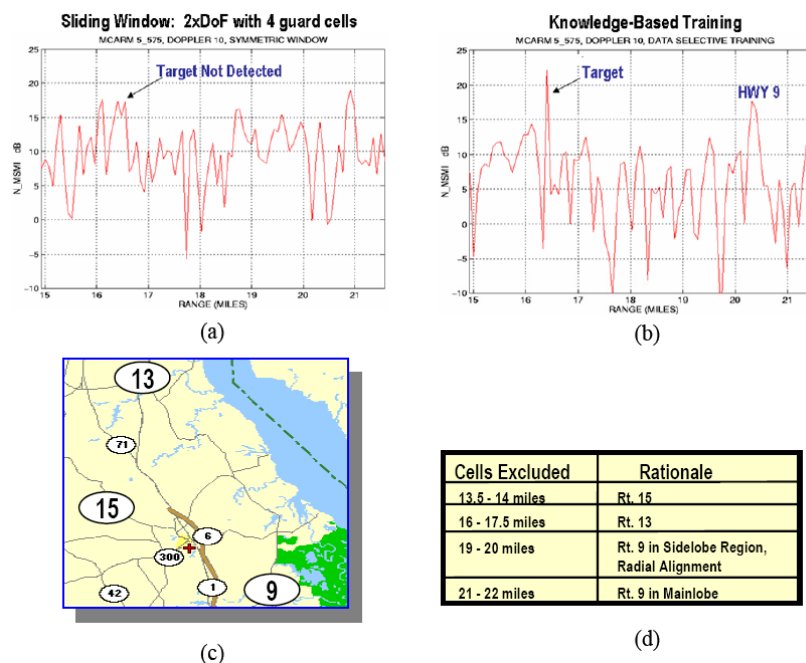 Sliding Window: 2xDoF with 4 guard cells
MCARM 5_575, DOPPLER 10, SYMMETRIC WINDOW
25
20
15
10
5
0
−5
−10
N_MSMI dB
Target Not Detected
15 16 17 18 19 20 21
RANGE (MILES)
(a)
Knowledge-Based Training
MCARM 5_575, DOPPLER 10, DATA SELECTIVE TRAINING
25
20
15
10
5
0
−5
−10
N_MSMI dB
Target
HWY 9
15 16 17 18 19 20 21
RANGE (MILES)
(b)
13
71
15
6
300
42
1
9
(c)
Cells Excluded Rationale
13.5 - 14 miles Rt. 15
16 - 17.5 miles Rt. 13
19 - 20 miles Rt. 9 in Sidelobe Region,
Radial Alignment
21 - 22 miles Rt. 9 in Mainlobe
(d)